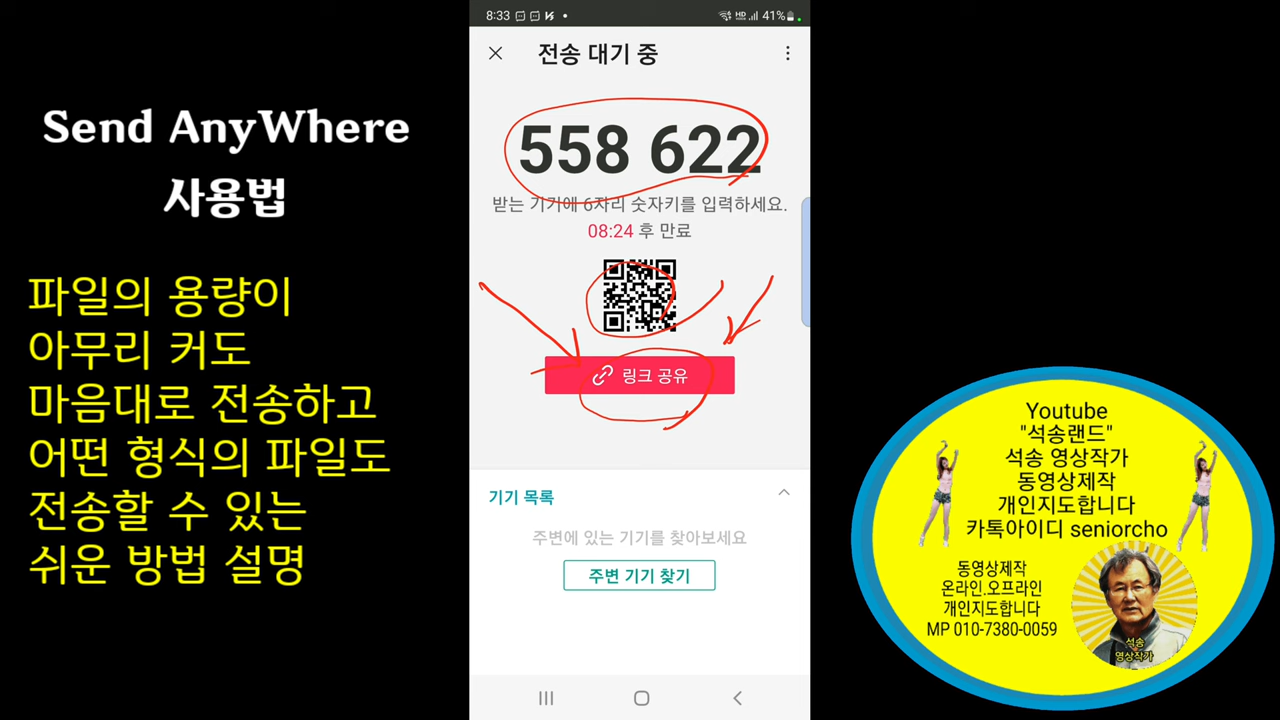 Send AnyWhere
사용법
파일의 용량이
아무리 커도
마음대로 전송하고
어떤 형식의 파일도
전송할 수 있는
쉬운 방법 설명
8:33
HD
41%
전송 대기 중
558 622
받는 기기에 6자리 숫자키를 입력하세요.
08:24 후 만료
링크 공유
기기 목록
주변에 있는 기기를 찾아보세요
주변 기기 찾기
Youtube
"석송랜드"
석송 영상작가
동영상제작
개인지도합니다
카톡아이디 seniorcho
동영상제작
온라인.오프라인
개인지도합니다
MP 010-7380-0059
석송
영상작가